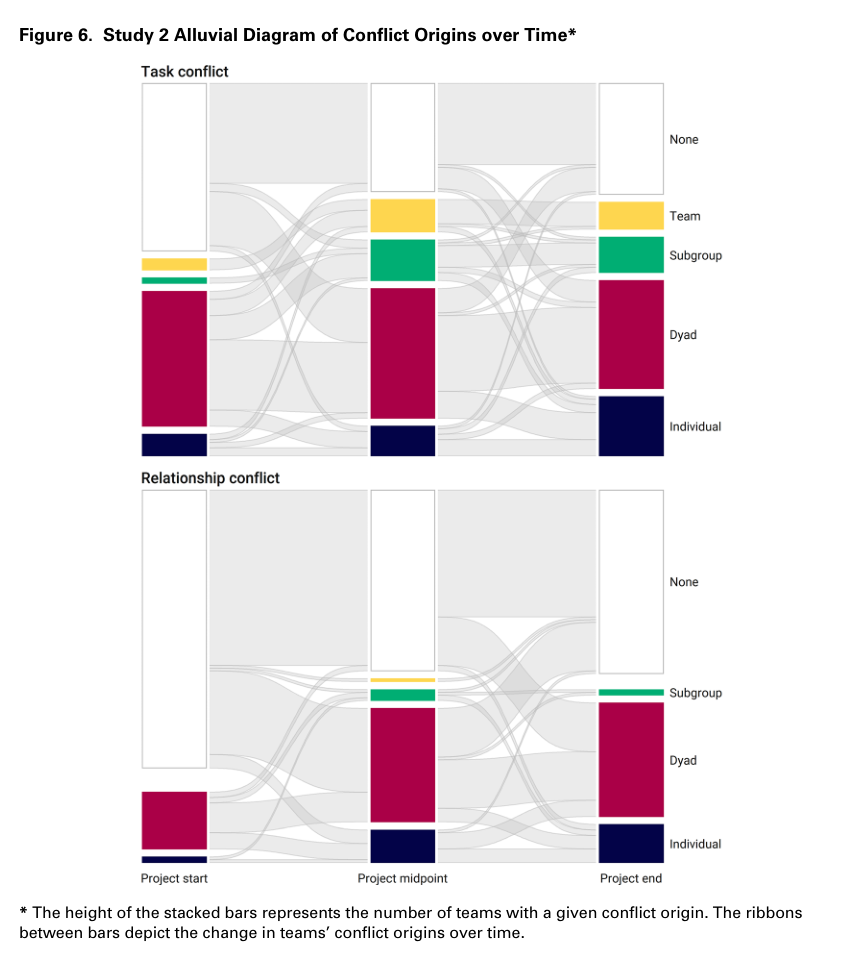 Figure 6. Study 2 Alluvial Diagram of Conflict Origins over Time*
Task conflict
None
Team
Subgroup
Dyad
Individual
Relationship conflict
None
Subgroup
Dyad
Individual
Project start
Project midpoint
Project end
* The height of the stacked bars represents the number of teams with a given conflict origin. The ribbons
between bars depict the change in teams’ conflict origins over time.